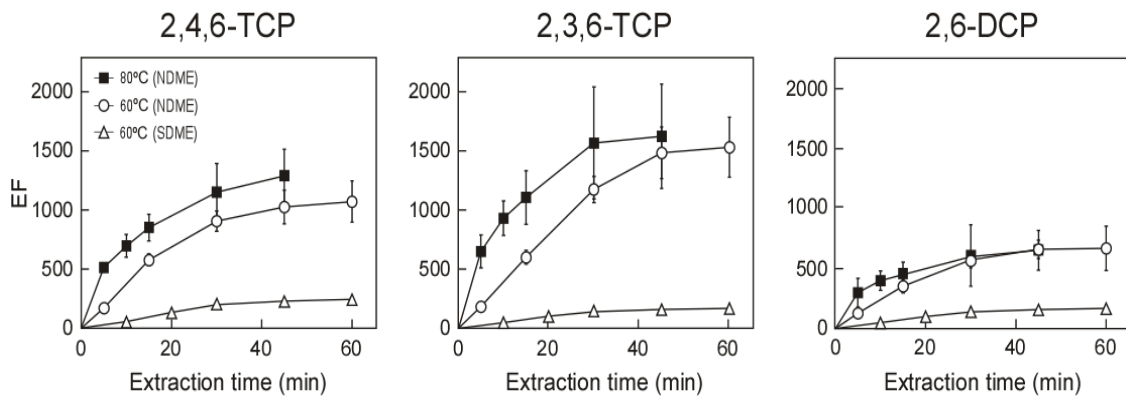 2,4,6-TCP
2,3,6-TCP
2,6-DCP
EF
2000
1500
1000
500
0
80ºC (NDME)
60ºC (NDME)
60ºC (SDME)
0 20 40 60
Extraction time (min)
2000
1500
1000
500
0
0 20 40 60
Extraction time (min)
2000
1500
1000
500
0
0 20 40 60
Extraction time (min)